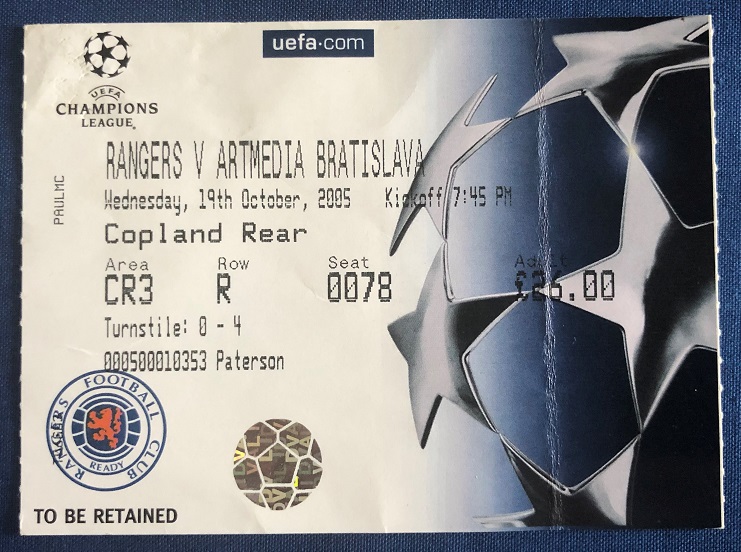 uefa.com
UEFA
CHAMPIONS
LEAGUE
PAULMC
RANGERS V ARTMEDIA BRATISLAVA
Wednesday, 19th October, 2005 Kickoff 7:45 PM
Copland Rear
Area Row Seat Adult
CR3 R 0078 £26.00
Turnstile: 0 - 4
000500010353 Paterson
RANGERS FOOTBALL CLUB
READY
TO BE RETAINED